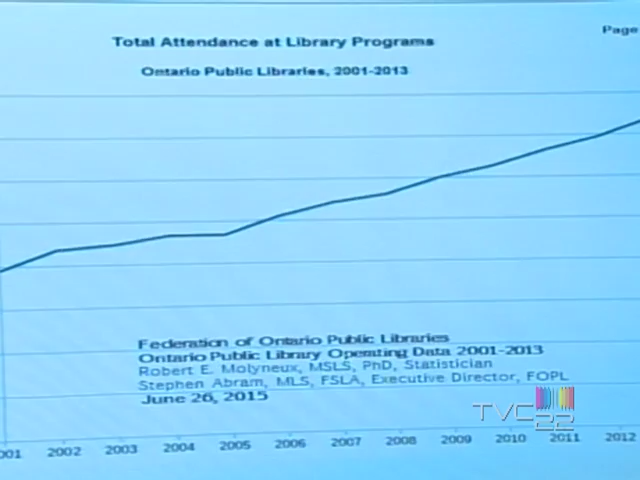 Page
Total Attendance at Library Programs
Ontario Public Libraries, 2001-2013
Federation of Ontario Public Libraries
Ontario Public Library Operating Data 2001-2013
Robert E. Molyneux, MSLS, PhD, Statistician
Stephen Abram, MLS, FSLA, Executive Director, FOPL
June 26, 2015
TVC 22
001 2002 2003 2004 2005 2006 2007 2008 2009 2010 2011 2012